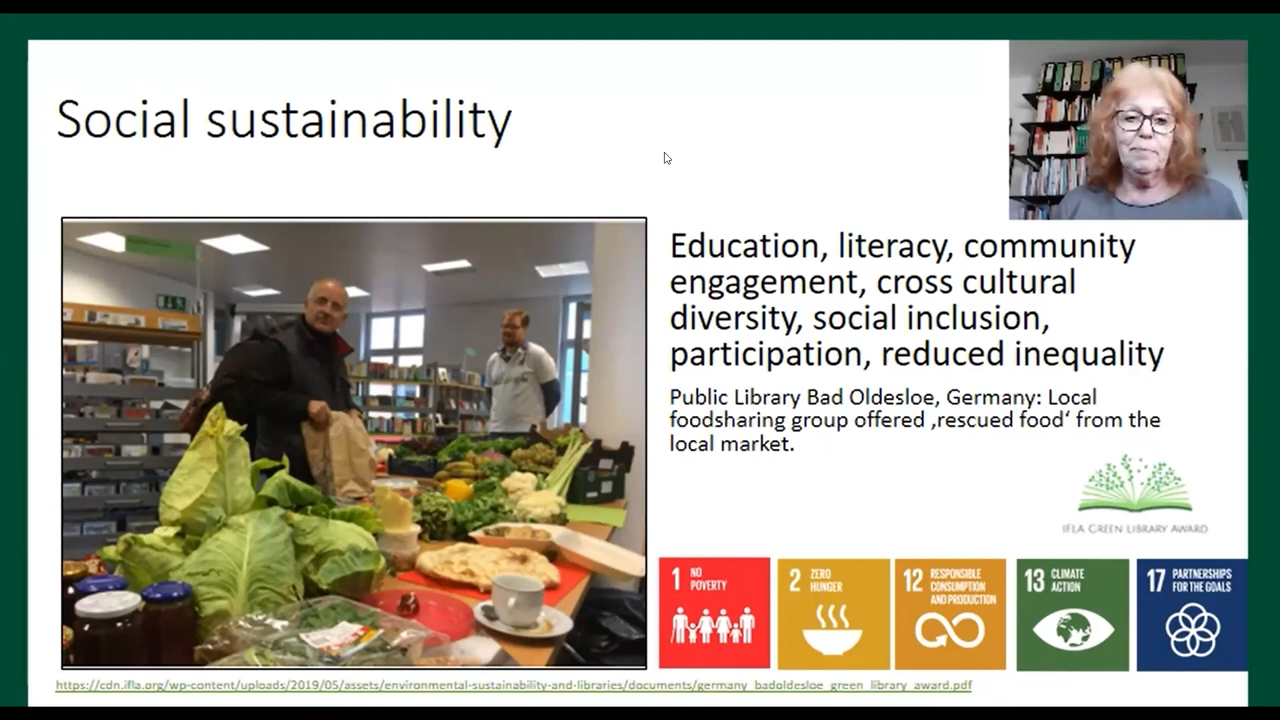 Social sustainability
Education, literacy, community
engagement, cross cultural
diversity, social inclusion,
participation, reduced inequality
Public Library Bad Oldesloe, Germany: Local
foodsharing group offered ‚rescued food‘ from the
local market.
IFLA GREEN LIBRARY AWARD
1 NO
POVERTY
2 ZERO
HUNGER
12 RESPONSIBLE
CONSUMPTION
AND PRODUCTION
13 CLIMATE
ACTION
17 PARTNERSHIPS
FOR THE GOALS
https://cdn.ifla.org/wp-content/uploads/2019/05/assets/environmental-sustainability-and-libraries/documents/germany_badoldesloe_green_library_award.pdf